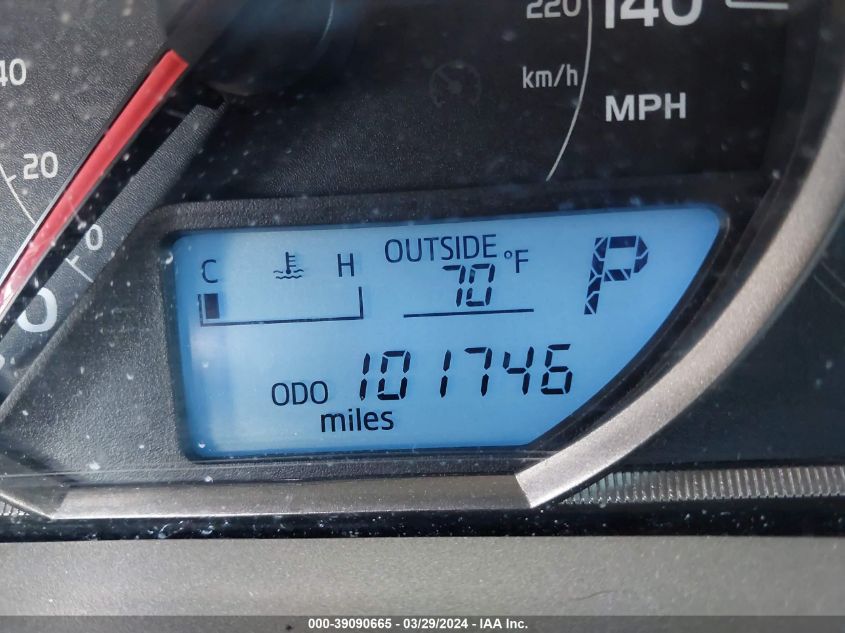 220 140
km/h
MPH
40
20
0
0
C H OUTSIDE
70 °F P
ODO 101746
miles
000-39090665 - 03/29/2024 - IAA Inc.